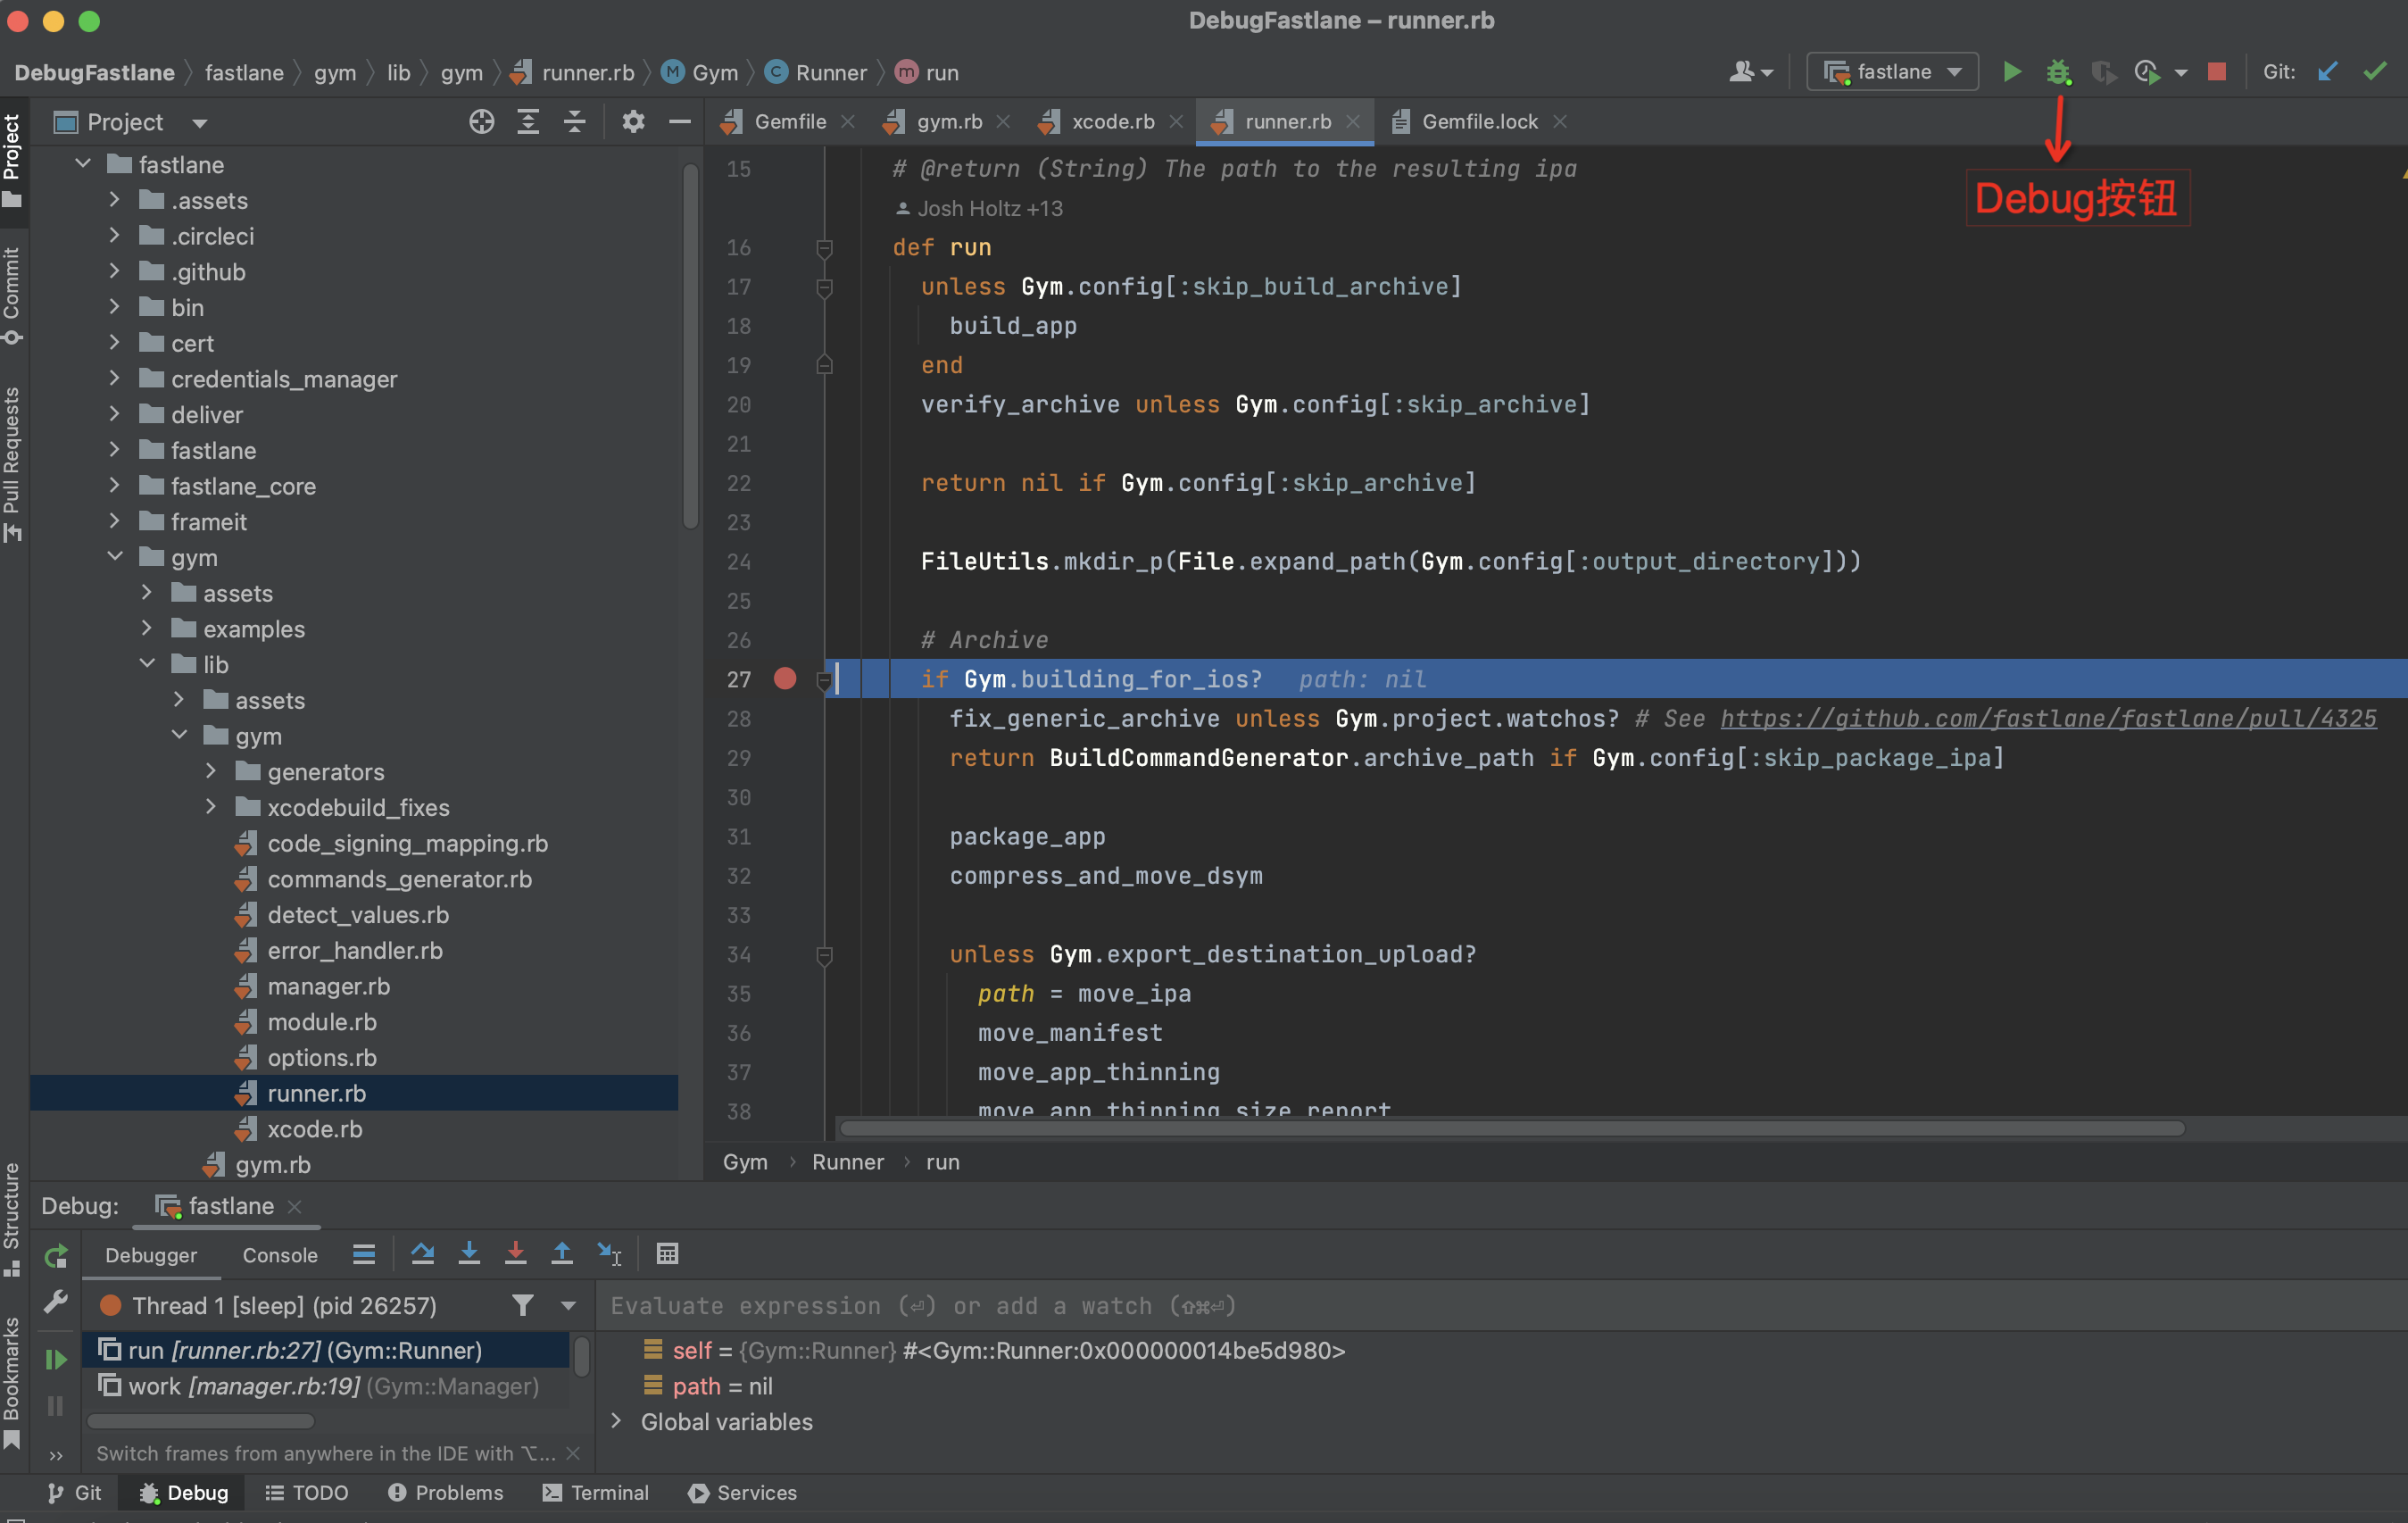 DebugFastlane – runner.rb
DebugFastlane fastlane gym lib gym runner.rb M Gym C Runner m run
fastlane Git:
Project
Gemfile gym.rb xcode.rb runner.rb Gemfile.lock
Debug按钮
Project
Commit
Pull Requests
Structure
Bookmarks
fastlane
.assets
.circleci
.github
bin
cert
credentials_manager
deliver
fastlane
fastlane_core
frameit
gym
assets
examples
lib
assets
gym
generators
xcodebuild_fixes
code_signing_mapping.rb
commands_generator.rb
detect_values.rb
error_handler.rb
manager.rb
module.rb
options.rb
runner.rb
xcode.rb
gym.rb
15 # @return (String) The path to the resulting ipa
Josh Holtz +13
16 def run
17 unless Gym.config[:skip_build_archive]
18 build_app
19 end
20 verify_archive unless Gym.config[:skip_archive]
21
22 return nil if Gym.config[:skip_archive]
23
24 FileUtils.mkdir_p(File.expand_path(Gym.config[:output_directory]))
25
26 # Archive
27 if Gym.building_for_ios? path: nil
28 fix_generic_archive unless Gym.project.watchos? # See https://github.com/fastlane/fastlane/pull/4325
29 return BuildCommandGenerator.archive_path if Gym.config[:skip_package_ipa]
30
31 package_app
32 compress_and_move_dsym
33
34 unless Gym.export_destination_upload?
35 path = move_ipa
36 move_manifest
37 move_app_thinning
38 move_app_thinning_size_report
Gym › Runner › run
Debug: fastlane
Debugger Console
Thread 1 [sleep] (pid 26257)
run [runner.rb:27] (Gym::Runner)
work [manager.rb:19] (Gym::Manager)
Switch frames from anywhere in the IDE with ⌥...
Evaluate expression (⏎) or add a watch (⇧⌘⏎)
self = {Gym::Runner} #<Gym::Runner:0x000000014be5d980>
path = nil
Global variables
Git Debug TODO Problems Terminal Services